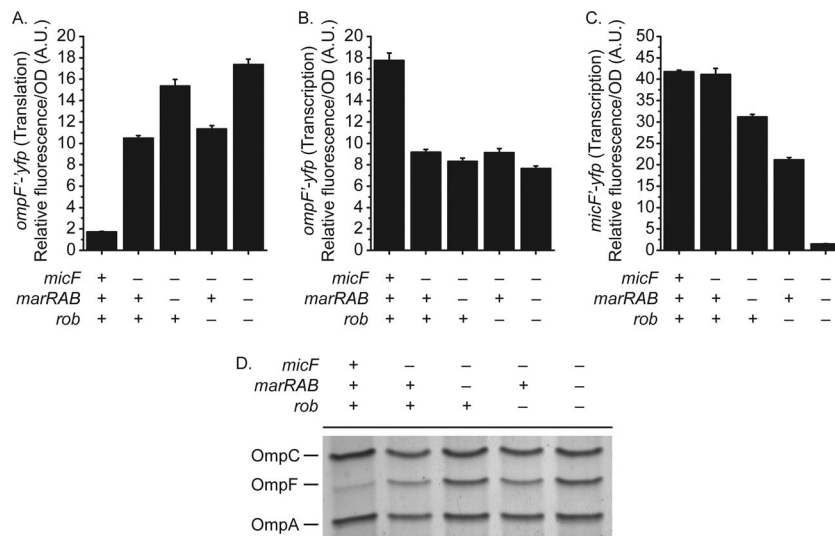 A.
ompF'-'yfp (Translation)
Relative fluorescence/OD (A.U.)
20
18
16
14
12
10
8
6
4
2
0
micF + – – – –
marRAB + + – + –
rob + + + – –
B.
ompF'-yfp (Transcription)
Relative fluorescence/OD (A.U.)
20
18
16
14
12
10
8
6
4
2
0
micF + – – – –
marRAB + + – + –
rob + + + – –
C.
micF'-yfp (Transcription)
Relative fluorescence/OD (A.U.)
50
45
40
35
30
25
20
15
10
5
0
micF + – – – –
marRAB + + – + –
rob + + + – –
D.
micF + – – – –
marRAB + + – + –
rob + + + – –
OmpC –
OmpF –
OmpA –